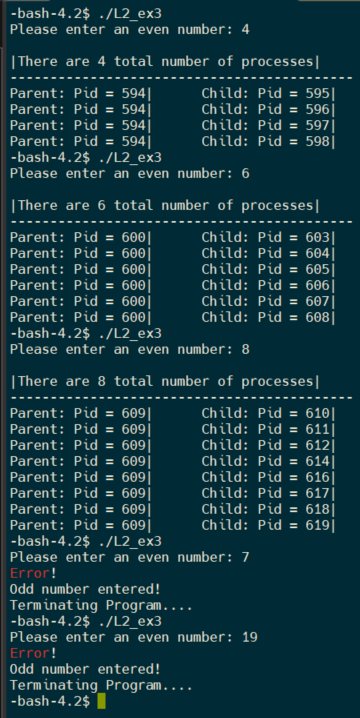 -bash-4.2$ ./L2_ex3
Please enter an even number: 4
|There are 4 total number of processes|
-------------------------------------------
Parent: Pid = 594|      Child: Pid = 595|
Parent: Pid = 594|      Child: Pid = 596|
Parent: Pid = 594|      Child: Pid = 597|
Parent: Pid = 594|      Child: Pid = 598|
-bash-4.2$ ./L2_ex3
Please enter an even number: 6
|There are 6 total number of processes|
-------------------------------------------
Parent: Pid = 600|      Child: Pid = 603|
Parent: Pid = 600|      Child: Pid = 604|
Parent: Pid = 600|      Child: Pid = 605|
Parent: Pid = 600|      Child: Pid = 606|
Parent: Pid = 600|      Child: Pid = 607|
Parent: Pid = 600|      Child: Pid = 608|
-bash-4.2$ ./L2_ex3
Please enter an even number: 8
|There are 8 total number of processes|
-------------------------------------------
Parent: Pid = 609|      Child: Pid = 610|
Parent: Pid = 609|      Child: Pid = 611|
Parent: Pid = 609|      Child: Pid = 612|
Parent: Pid = 609|      Child: Pid = 614|
Parent: Pid = 609|      Child: Pid = 616|
Parent: Pid = 609|      Child: Pid = 617|
Parent: Pid = 609|      Child: Pid = 618|
Parent: Pid = 609|      Child: Pid = 619|
-bash-4.2$ ./L2_ex3
Please enter an even number: 7
Error!
Odd number entered!
Terminating Program....
-bash-4.2$ ./L2_ex3
Please enter an even number: 19
Error!
Odd number entered!
Terminating Program....
-bash-4.2$